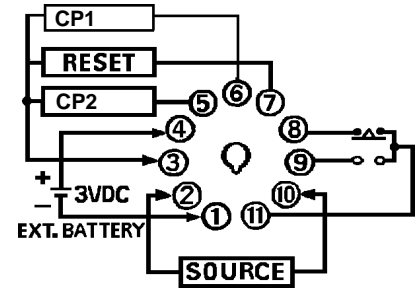 CP1
RESET
CP2
6
5 7
4 8
3 9
+
3VDC 2 10
−
1 11
EXT. BATTERY
SOURCE